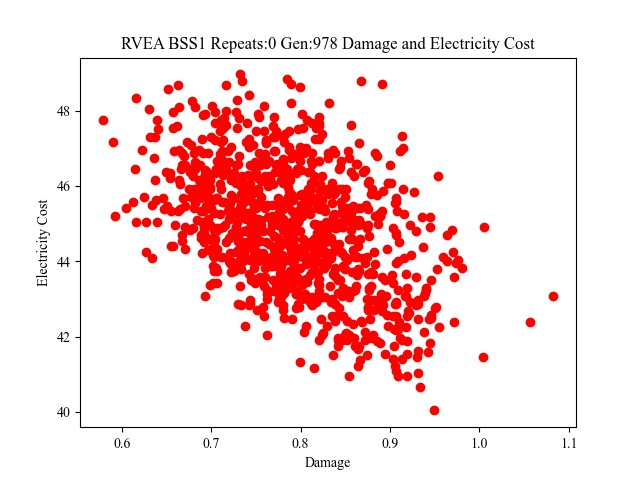 RVEA BSS1 Repeats:0 Gen:978 Damage and Electricity Cost
48
46
44
42
40
Electricity Cost
0.6 0.7 0.8 0.9 1.0 1.1
Damage